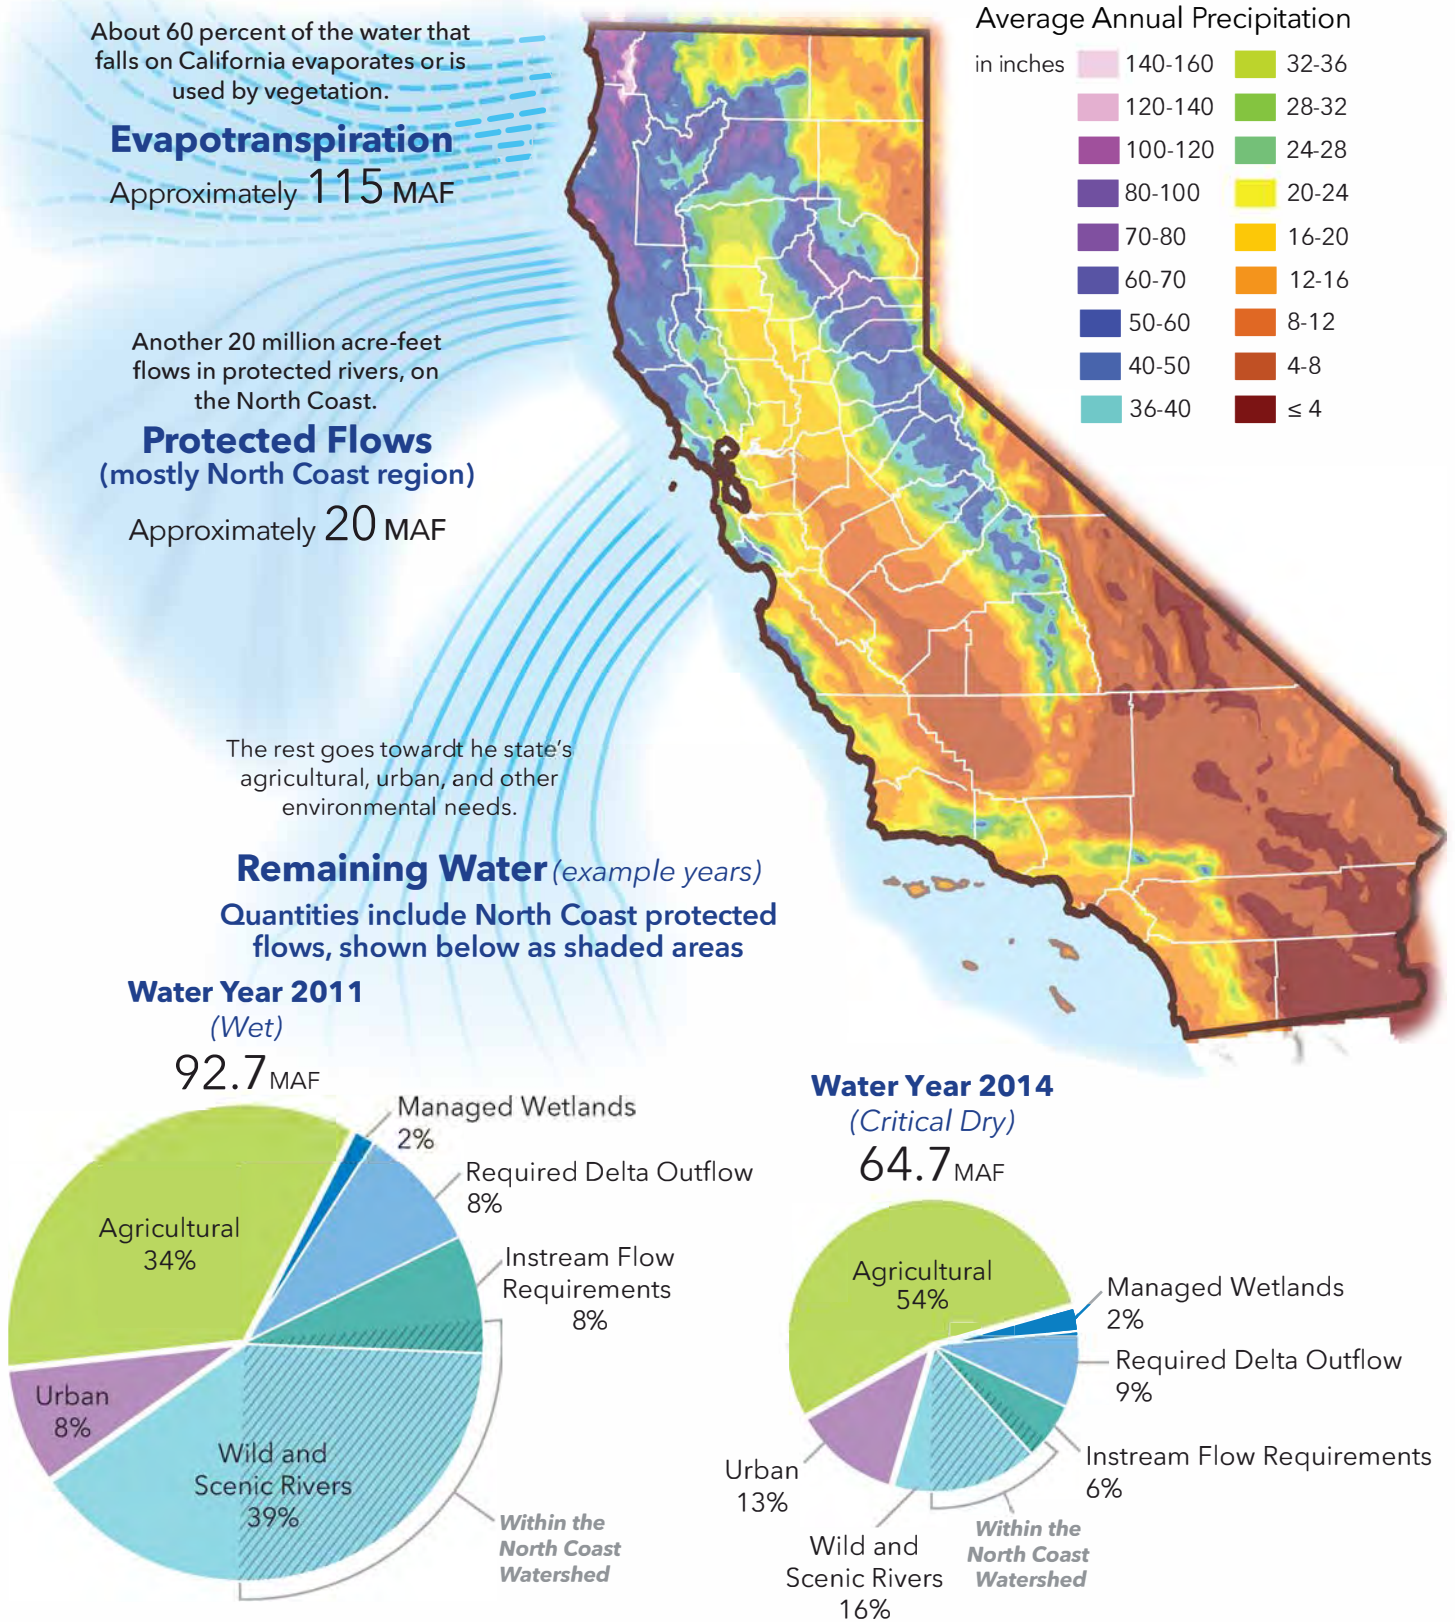 About 60 percent of the water that
falls on California evaporates or is
used by vegetation.
Evapotranspiration
Approximately 115 MAF
Another 20 million acre-feet
flows in protected rivers, on
the North Coast.
Protected Flows
(mostly North Coast region)
Approximately 20 MAF
The rest goes towardt he state's
agricultural, urban, and other
environmental needs.
Remaining Water (example years)
Quantities include North Coast protected
flows, shown below as shaded areas
Average Annual Precipitation
in inches
140-160
120-140
100-120
80-100
70-80
60-70
50-60
40-50
36-40
32-36
28-32
24-28
20-24
16-20
12-16
8-12
4-8
≤ 4
Water Year 2011
(Wet)
92.7 MAF
Managed Wetlands
2%
Required Delta Outflow
8%
Instream Flow
Requirements
8%
Agricultural
34%
Urban
8%
Wild and
Scenic Rivers
39%
Within the
North Coast
Watershed
Water Year 2014
(Critical Dry)
64.7 MAF
Agricultural
54%
Managed Wetlands
2%
Required Delta Outflow
9%
Instream Flow Requirements
6%
Urban
13%
Wild and
Scenic Rivers
16%
Within the
North Coast
Watershed